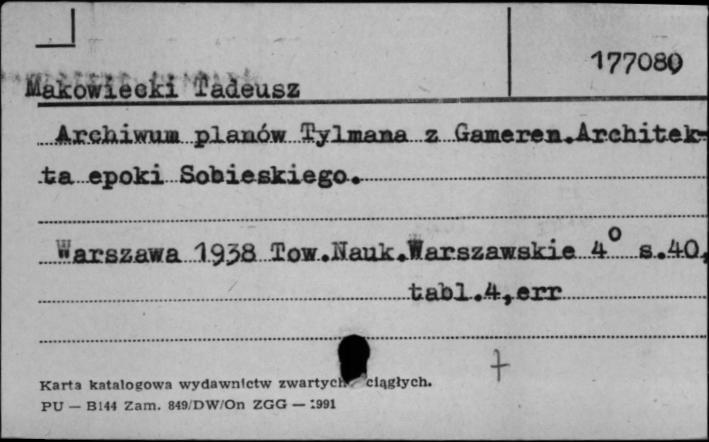 177080
Makowiecki Tadeusz
Archiwum planów Tylmana z Gameren.Architek-
ta epoki Sobieskiego.
Warszawa 1938 Tow.Nauk.Warszawskie 4° s.40,
tabl.4,err
Karta katalogowa wydawnictw zwartych ciągłych.
PU — B144 Zam. 849/DW/On ZGG — 1991